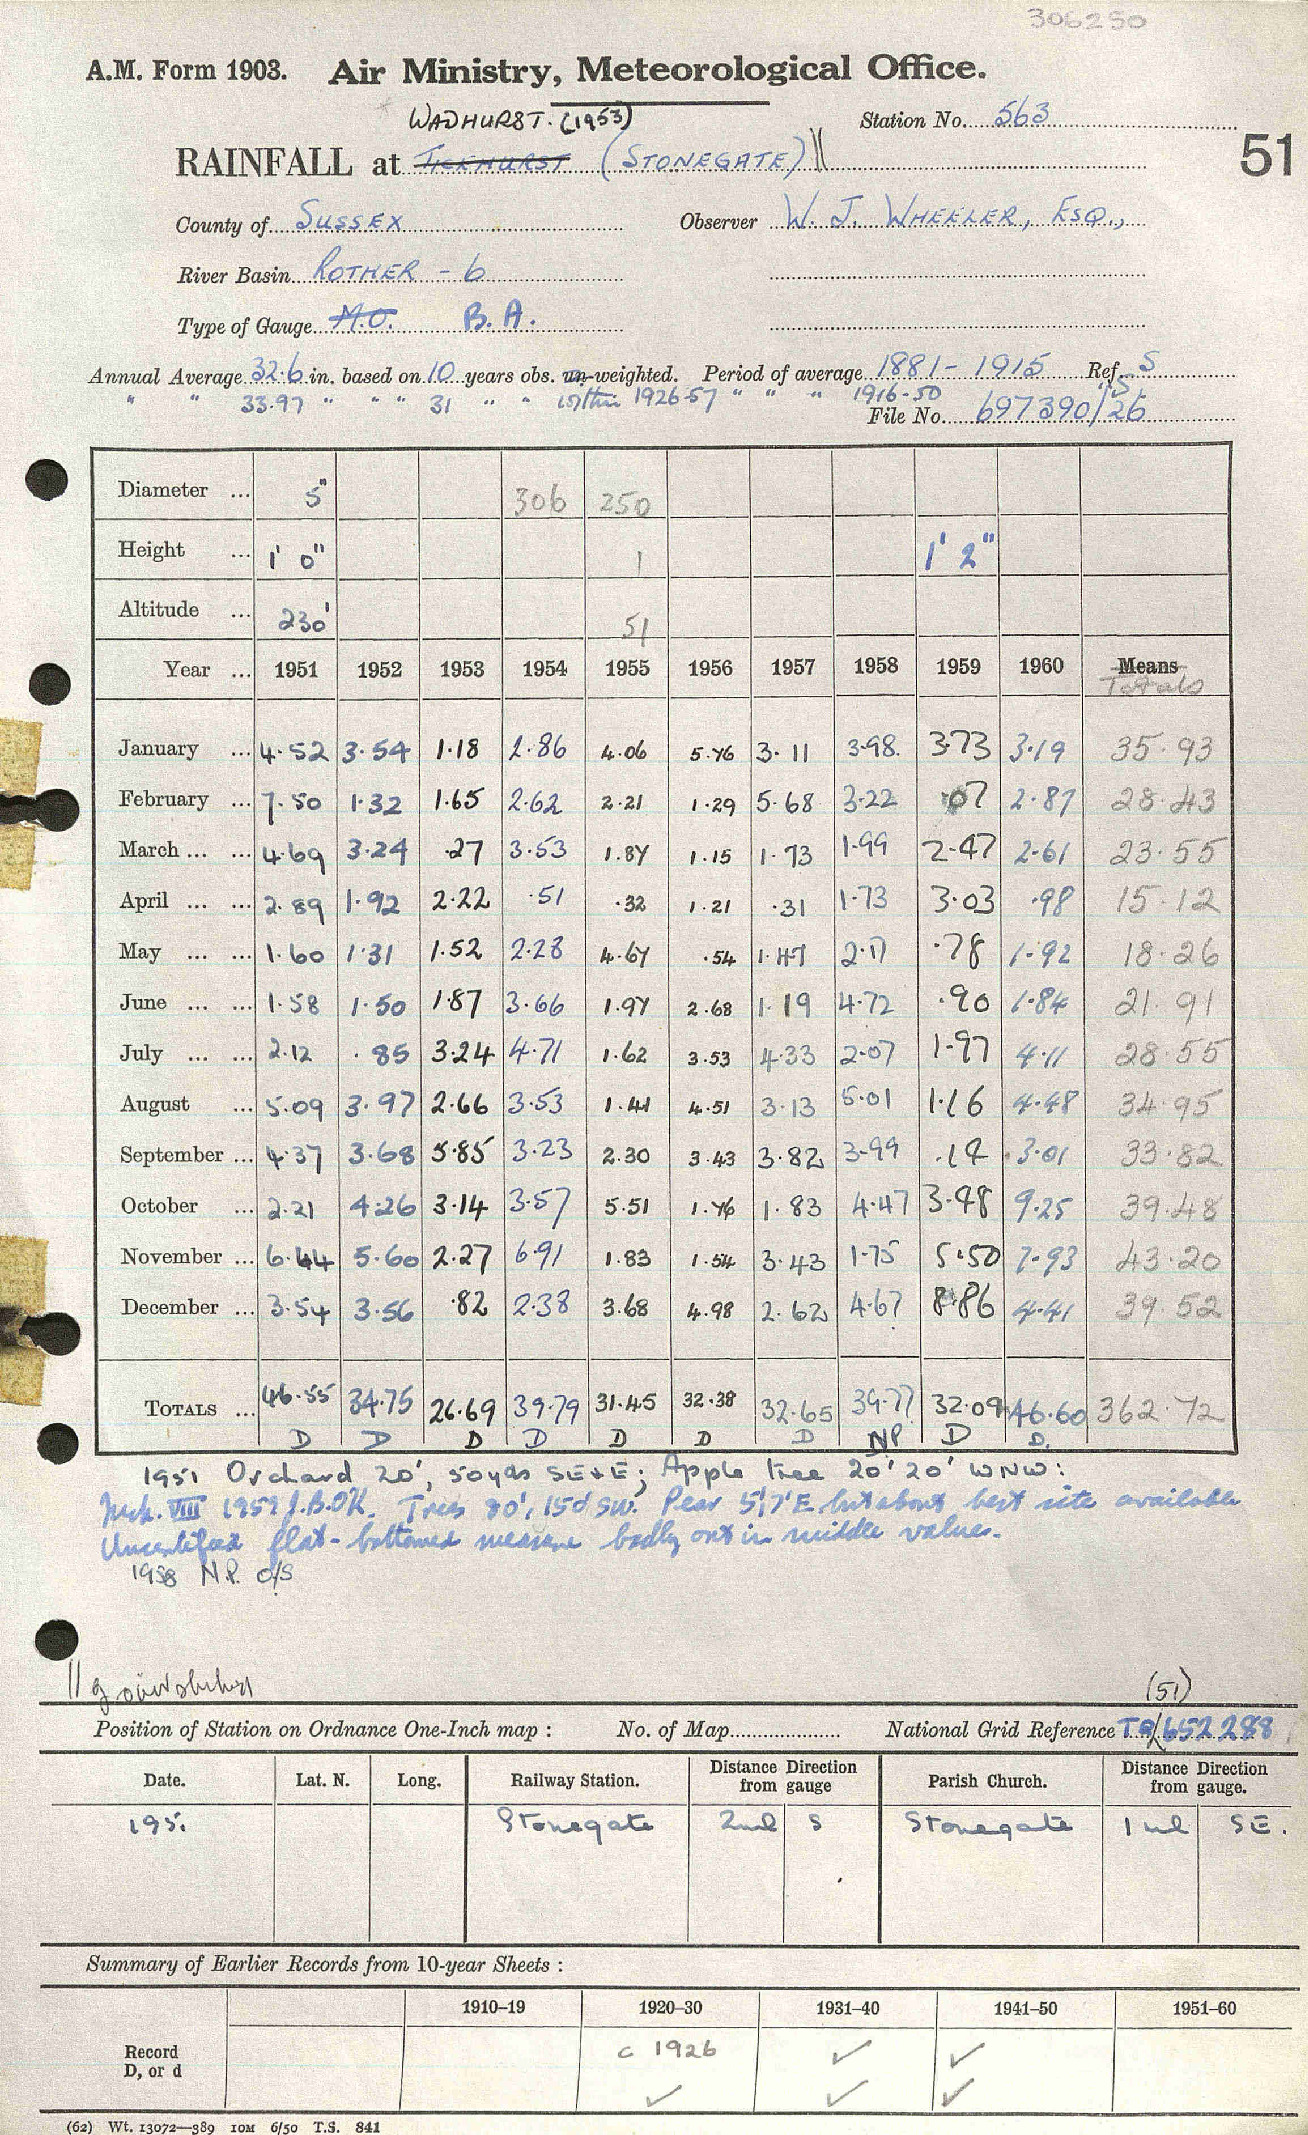 306250
A.M. Form 1903. Air Ministry, Meteorological Office.
WADHURST. (1953) Station No. 563
RAINFALL at TICEHURST (STONEGATE) || 51
County of SUSSEX Observer W. J. WHEELER, ESQ.,
River Basin ROTHER - 6
Type of Gauge M.O. B.A.
Annual Average 32.6 in. based on 10 years obs. un-weighted. Period of average 1881 - 1915 Ref. S
" " 33.97 " " " 31 " " within 1926-57 " " " 1916-50 'S
File No. 697390/26
Diameter ... 5" 306 250
Height ... 1' 0" 1 1' 2"
Altitude ... 230' 51
Year ... 1951 1952 1953 1954 1955 1956 1957 1958 1959 1960 Means
Totals
January ... 4.52 3.54 1.18 2.86 4.06 5.76 3.11 3.98 3.73 3.19 35.93
February ... 7.50 1.32 1.65 2.62 2.21 1.29 5.68 3.22 .07 2.87 28.43
March ... ... 4.69 3.24 .27 3.53 1.87 1.15 1.73 1.99 2.47 2.61 23.55
April ... ... 2.89 1.92 2.22 .51 .32 1.21 .31 1.73 3.03 .98 15.12
May ... ... 1.60 1.31 1.52 2.28 4.67 .54 1.47 2.17 .78 1.92 18.26
June ... ... 1.58 1.50 1.87 3.66 1.97 2.68 1.19 4.72 .90 1.84 21.91
July ... ... 2.12 .85 3.24 4.71 1.62 3.53 4.33 2.07 1.97 4.11 28.55
August ... 5.09 3.97 2.66 3.53 1.41 4.51 3.13 5.01 1.16 4.48 34.95
September ... 4.37 3.68 5.85 3.23 2.30 3.43 3.82 3.99 .14 3.01 33.82
October ... 2.21 4.26 3.14 3.57 5.51 1.76 1.83 4.47 3.48 9.25 39.48
November ... 6.44 5.60 2.27 6.91 1.83 1.54 3.43 1.75 5.50 7.93 43.20
December ... 3.54 3.56 .82 2.38 3.68 4.98 2.62 4.67 8.86 4.41 39.52
TOTALS ... 46.55 34.75 26.69 39.79 31.45 32.38 32.65 39.77 32.09 46.60 362.72
D D D D D D D NP D D.
1951 Orchard 20', 50yds SE & E; Apple tree 20' 20' WNW:
VIII 1959 J.B. OK. Trees 80', 150' SW. Pear 5', 7' E, but about best site available
Uncertified flat-bottomed measure badly out in middle values.
1958 N.P. o/s
||
(51)
Position of Station on Ordnance One-Inch map : No. of Map National Grid Reference TQ/652288
Date. Lat. N. Long. Railway Station. Distance Direction from gauge Parish Church. Distance Direction from gauge.
1951 Stonegate 2ml S Stonegate 1 ml SE.
Summary of Earlier Records from 10-year Sheets :
1910–19 1920–30 1931–40 1941–50 1951–60
Record D, or d c 1926 ✓ ✓
✓ ✓ ✓
(62) Wt. 13072—389 10M 6/50 T.S. 841